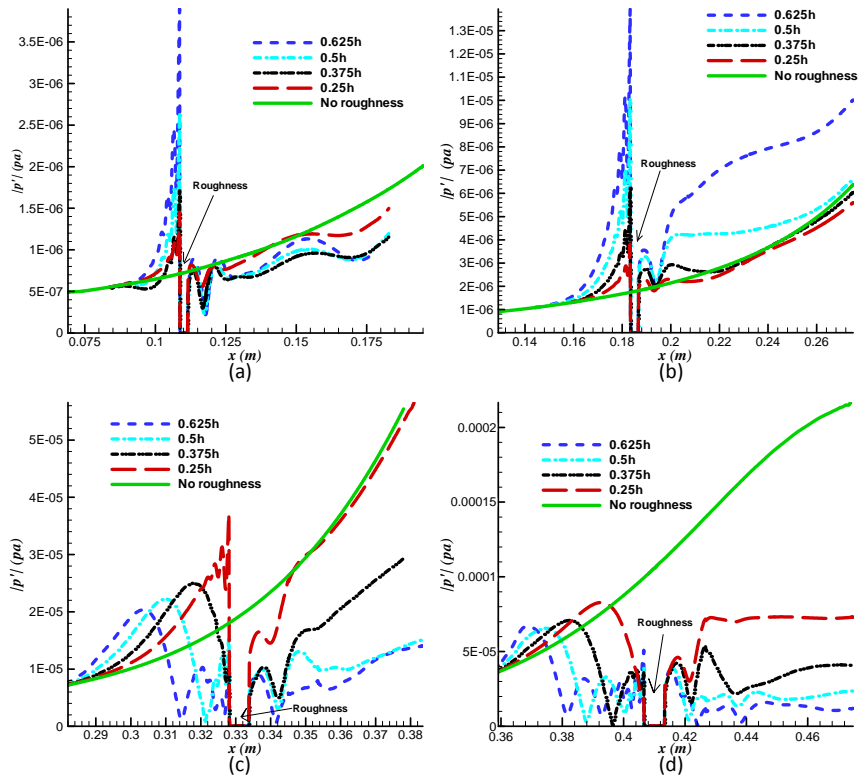 3.5E-06
3E-06
2.5E-06
2E-06
1.5E-06
1E-06
5E-07
0
|p'| (pa)
0.625h
0.5h
0.375h
0.25h
No roughness
Roughness
0.075 0.1 0.125 0.15 0.175
x (m)
(a)
1.3E-05
1.2E-05
1.1E-05
1E-05
9E-06
8E-06
7E-06
6E-06
5E-06
4E-06
3E-06
2E-06
1E-06
0
|p'| (pa)
0.625h
0.5h
0.375h
0.25h
No roughness
Roughness
0.14 0.16 0.18 0.2 0.22 0.24 0.26
x (m)
(b)
5E-05
4E-05
3E-05
2E-05
1E-05
0
|p'| (pa)
0.625h
0.5h
0.375h
0.25h
No roughness
Roughness
0.29 0.3 0.31 0.32 0.33 0.34 0.35 0.36 0.37 0.38
x (m)
(c)
0.0002
0.00015
0.0001
5E-05
0
|p'| (pa)
0.625h
0.5h
0.375h
0.25h
No roughness
Roughness
0.36 0.38 0.4 0.42 0.44 0.46
x (m)
(d)